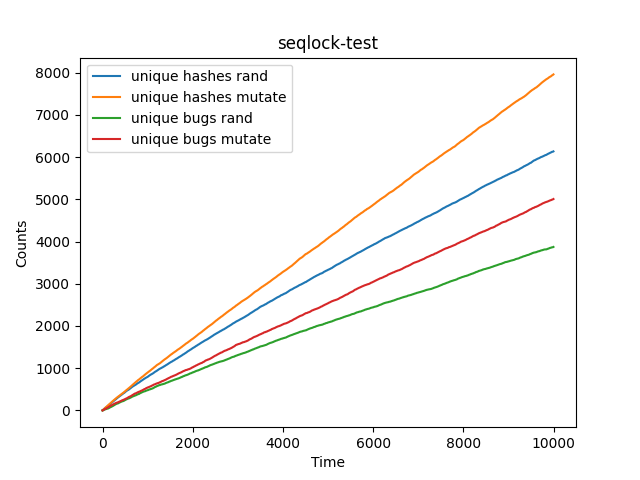 seqlock-test
unique hashes rand
unique hashes mutate
unique bugs rand
unique bugs mutate
Counts
8000
7000
6000
5000
4000
3000
2000
1000
0
0 2000 4000 6000 8000 10000
Time